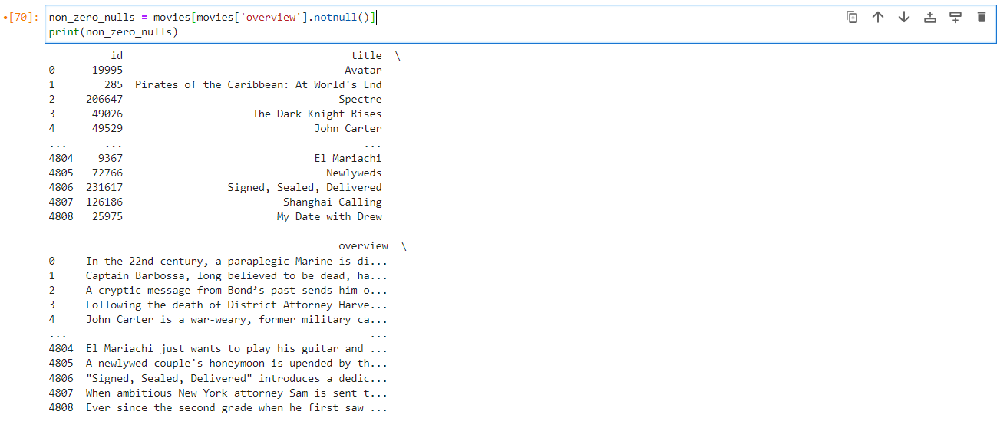 •[70]: non_zero_nulls = movies[movies['overview'].notnull()]
print(non_zero_nulls)
id title \
0 19995 Avatar
1 285 Pirates of the Caribbean: At World's End
2 206647 Spectre
3 49026 The Dark Knight Rises
4 49529 John Carter
... ... ...
4804 9367 El Mariachi
4805 72766 Newlyweds
4806 231617 Signed, Sealed, Delivered
4807 126186 Shanghai Calling
4808 25975 My Date with Drew
overview \
0 In the 22nd century, a paraplegic Marine is di...
1 Captain Barbossa, long believed to be dead, ha...
2 A cryptic message from Bond’s past sends him o...
3 Following the death of District Attorney Harve...
4 John Carter is a war-weary, former military ca...
... ...
4804 El Mariachi just wants to play his guitar and ...
4805 A newlywed couple's honeymoon is upended by th...
4806 "Signed, Sealed, Delivered" introduces a dedic...
4807 When ambitious New York attorney Sam is sent t...
4808 Ever since the second grade when he first saw ...